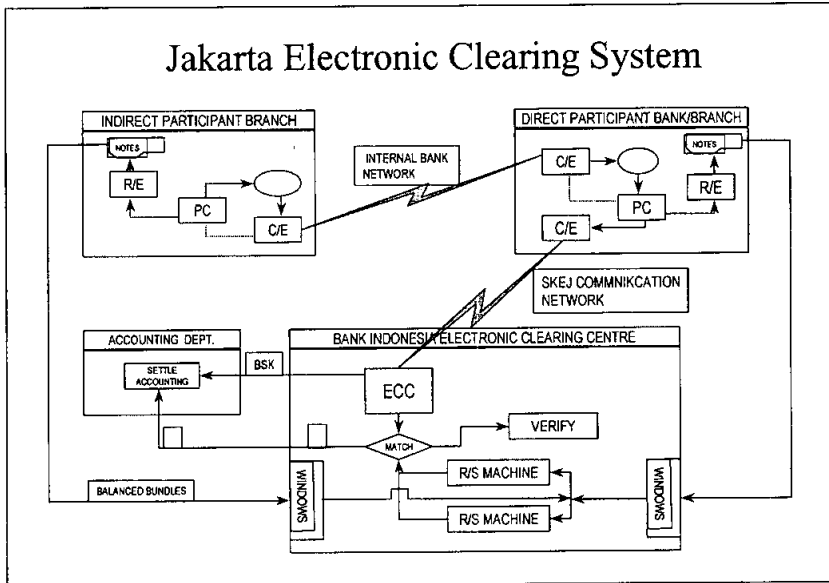 Jakarta Electronic Clearing System
INDIRECT PARTICIPANT BRANCH
NOTES
R/E
PC
C/E
INTERNAL BANK
NETWORK
DIRECT PARTICIPANT BANK/BRANCH
NOTES
C/E
R/E
PC
C/E
SKEJ COMMNIKCATION
NETWORK
ACCOUNTING DEPT.
SETTLE
ACCOUNTING
BSK
BANK INDONESIA ELECTRONIC CLEARING CENTRE
ECC
MATCH
VERIFY
R/S MACHINE
R/S MACHINE
WINDOWS
WINDOWS
BALANCED BUNDLES